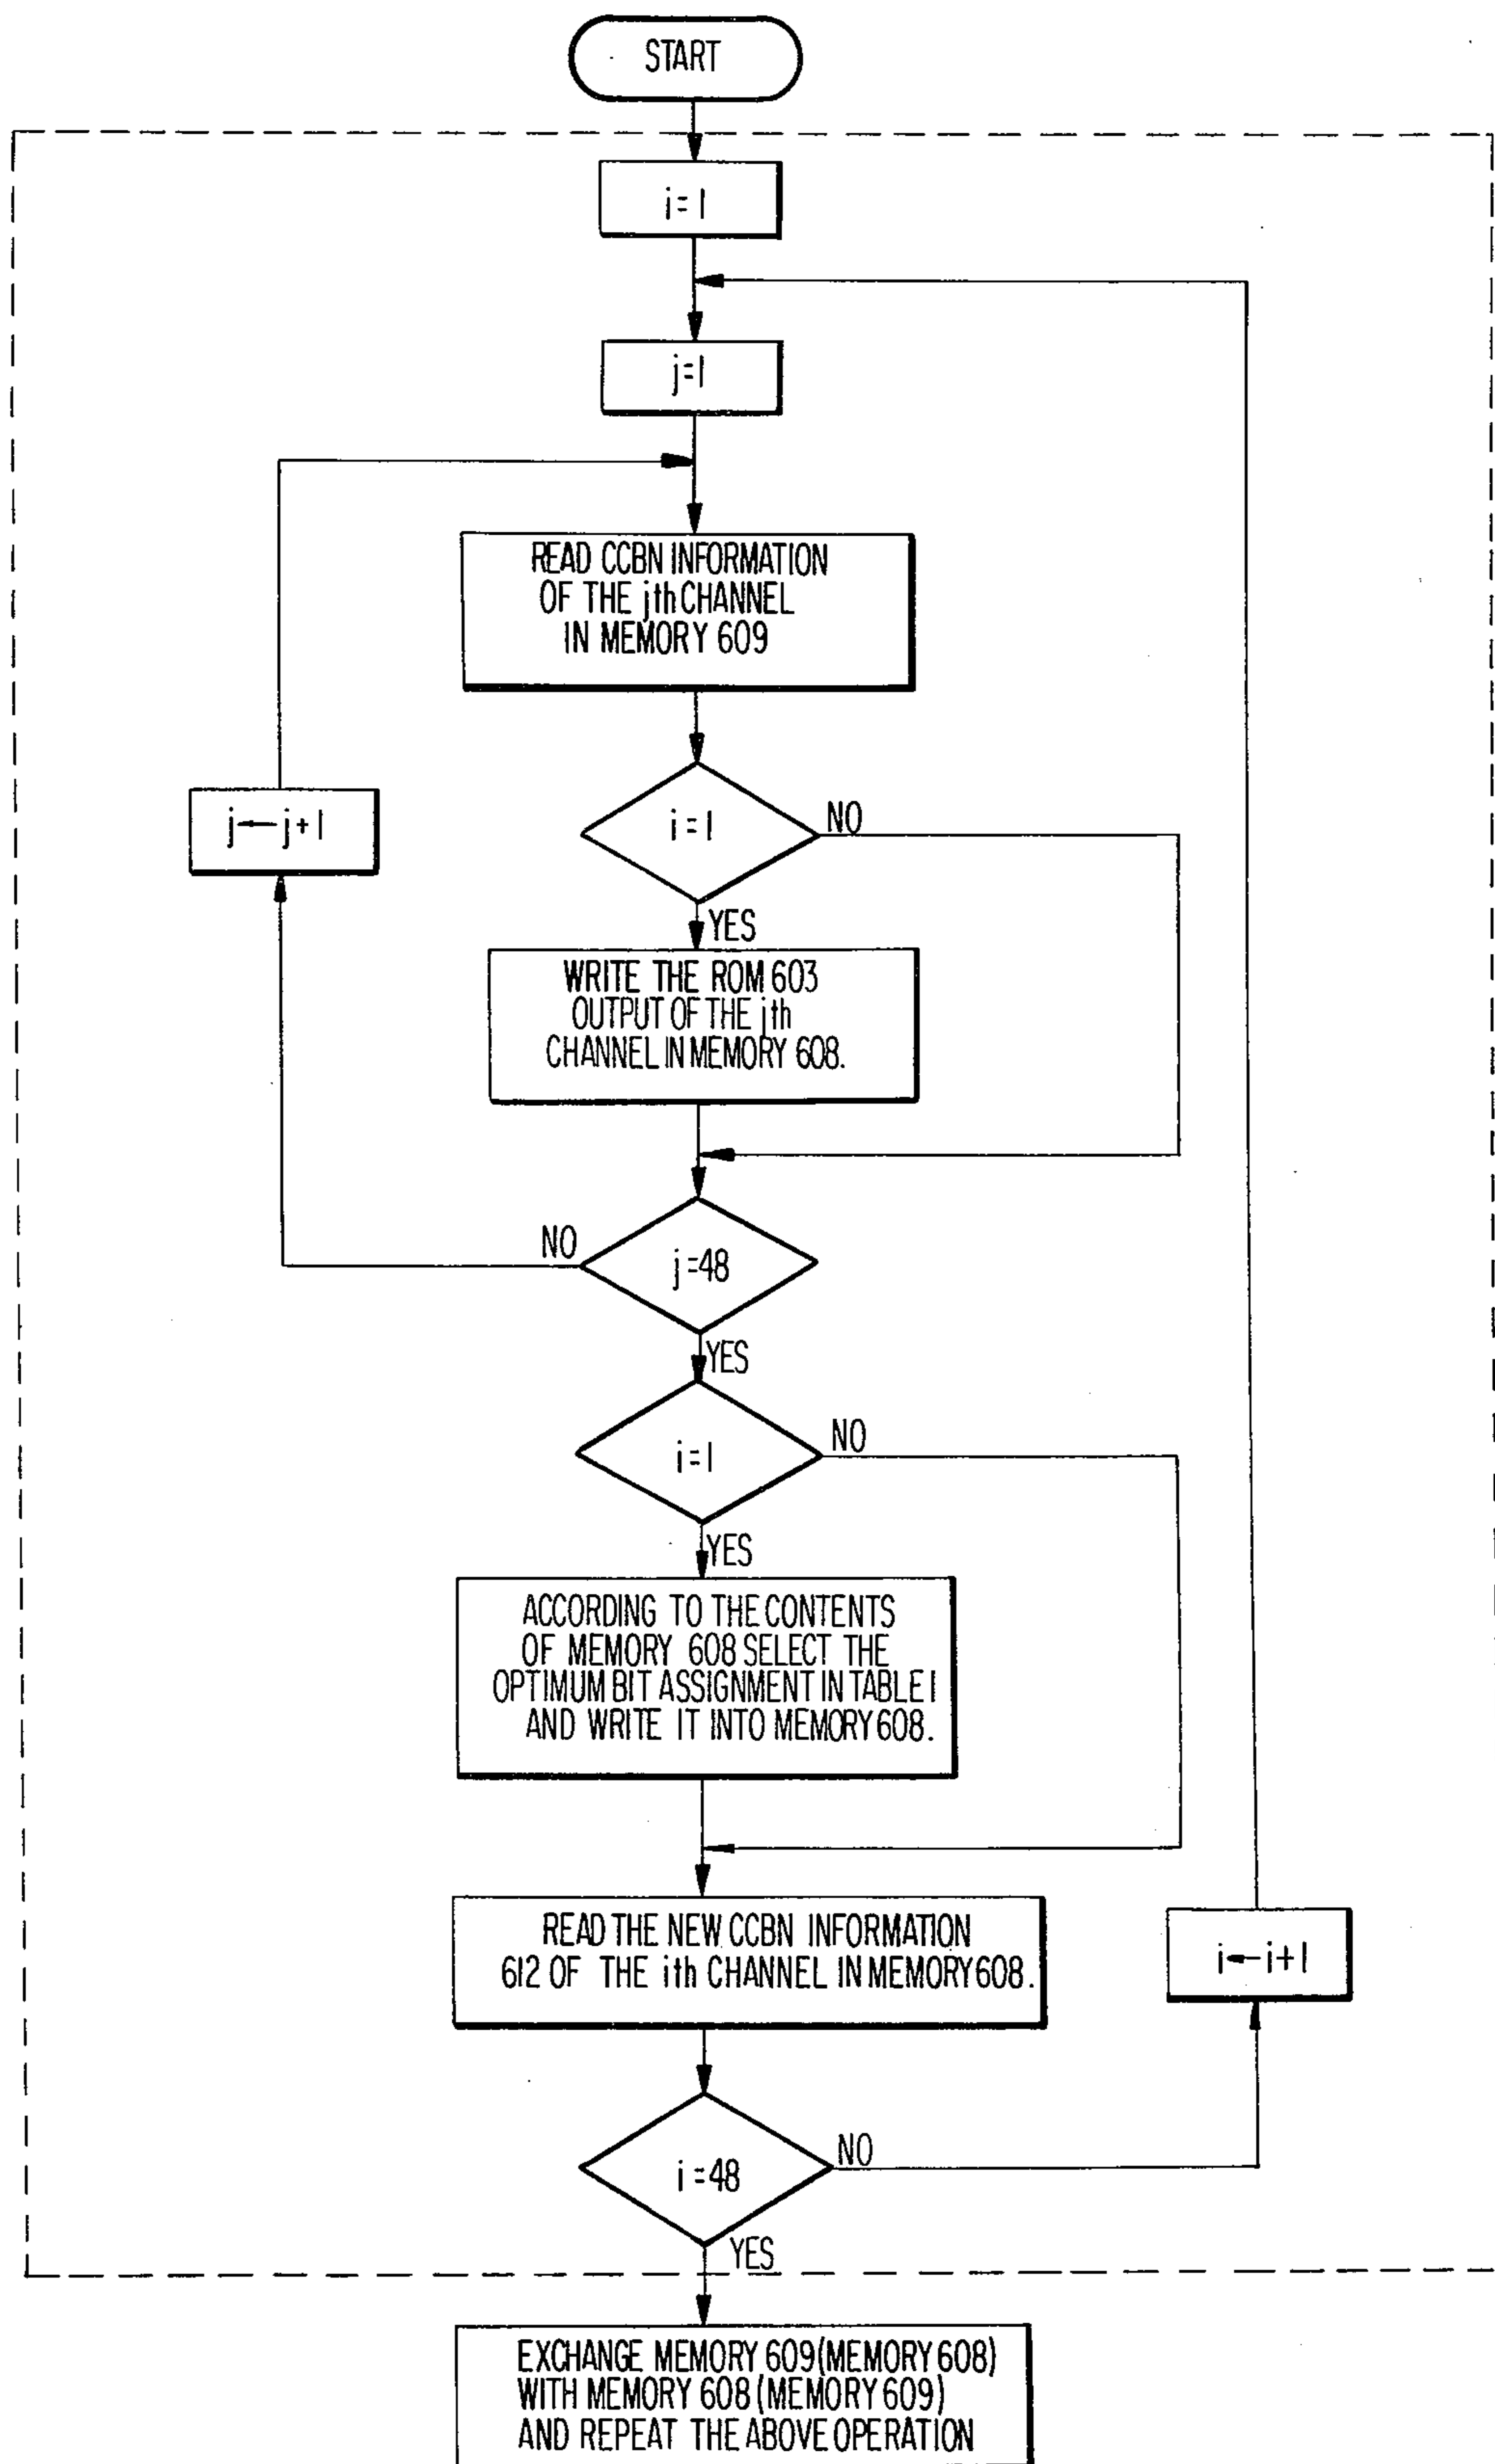 START
i=1
j=1
READ CCBN INFORMATION
OF THE jth CHANNEL
IN MEMORY 609
j←j+1
i=1
NO
YES
WRITE THE ROM 603
OUTPUT OF THE jth
CHANNEL IN MEMORY 608.
NO
j=48
YES
i=1
NO
YES
ACCORDING TO THE CONTENTS
OF MEMORY 608 SELECT THE
OPTIMUM BIT ASSIGNMENT IN TABLE 1
AND WRITE IT INTO MEMORY 608.
READ THE NEW CCBN INFORMATION
612 OF THE ith CHANNEL IN MEMORY 608.
i←i+1
i=48
NO
YES
EXCHANGE MEMORY 609 (MEMORY 608)
WITH MEMORY 608 (MEMORY 609)
AND REPEAT THE ABOVE OPERATION